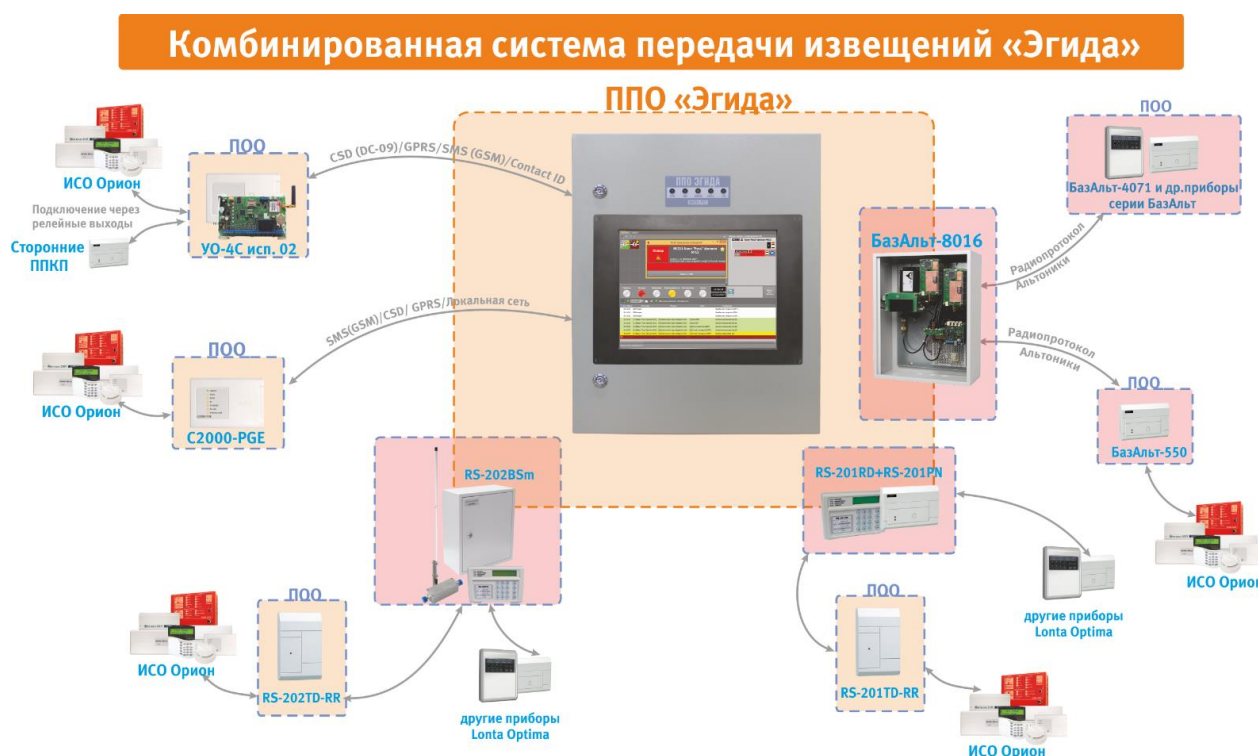 Комбинированная система передачи извещений «Эгида»
ППО «Эгида»
ПОО
ИСО Орион
Подключение через
релейные выходы
Сторонние
ППКП
УО-4С исп. 02
CSD (DC-09)/GPRS/SMS (GSM)/Contact ID
ППО ЭГИДА
ПОО
ИСО Орион
С2000-PGE
SMS(GSM)/CSD/ GPRS/Локальная сеть
БазАльт-8016
ПОО
БазАльт-4071 и др.приборы
серии БазАльт
Радиопротокол
Альтоники
Радиопротокол
Альтоники
ПОО
БазАльт-550
ИСО Орион
RS-202BSm
RS-201RD+RS-201PN
ПОО
ИСО Орион
RS-202TD-RR
другие приборы
Lonta Optima
ПОО
RS-201TD-RR
другие приборы
Lonta Optima
ИСО Орион